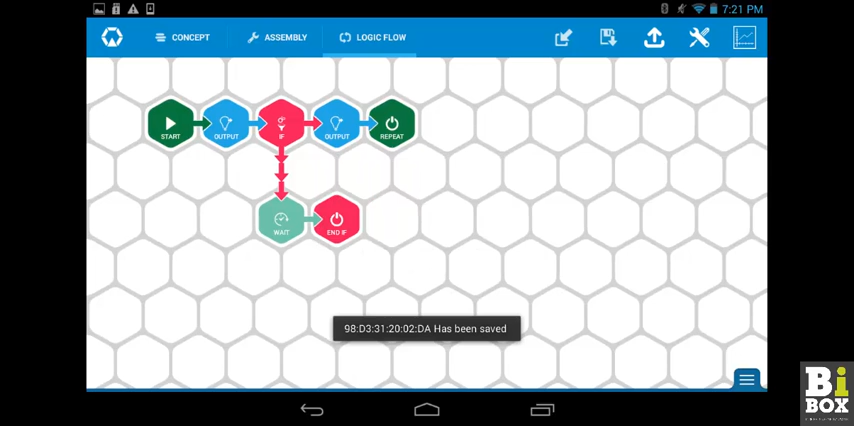 7:21 PM
CONCEPT
ASSEMBLY
LOGIC FLOW
START
OUTPUT
IF
OUTPUT
REPEAT
WAIT
END IF
98:D3:31:20:02:DA Has been saved
Bi
BOX